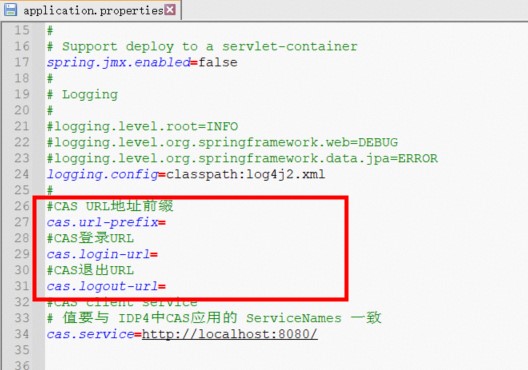 application.properties
15 #
16 # Support deploy to a servlet-container
17 spring.jmx.enabled=false
18 #
19 # Logging
20 #
21 #logging.level.root=INFO
22 #logging.level.org.springframework.web=DEBUG
23 #logging.level.org.springframework.data.jpa=ERROR
24 logging.config=classpath:log4j2.xml
25 #
26 #CAS URL地址前缀
27 cas.url-prefix=
28 #CAS登录URL
29 cas.login-url=
30 #CAS退出URL
31 cas.logout-url=
32 #CAS client service
33 # 值要与 IDP4中CAS应用的 ServiceNames 一致
34 cas.service=http://localhost:8080/
35
36